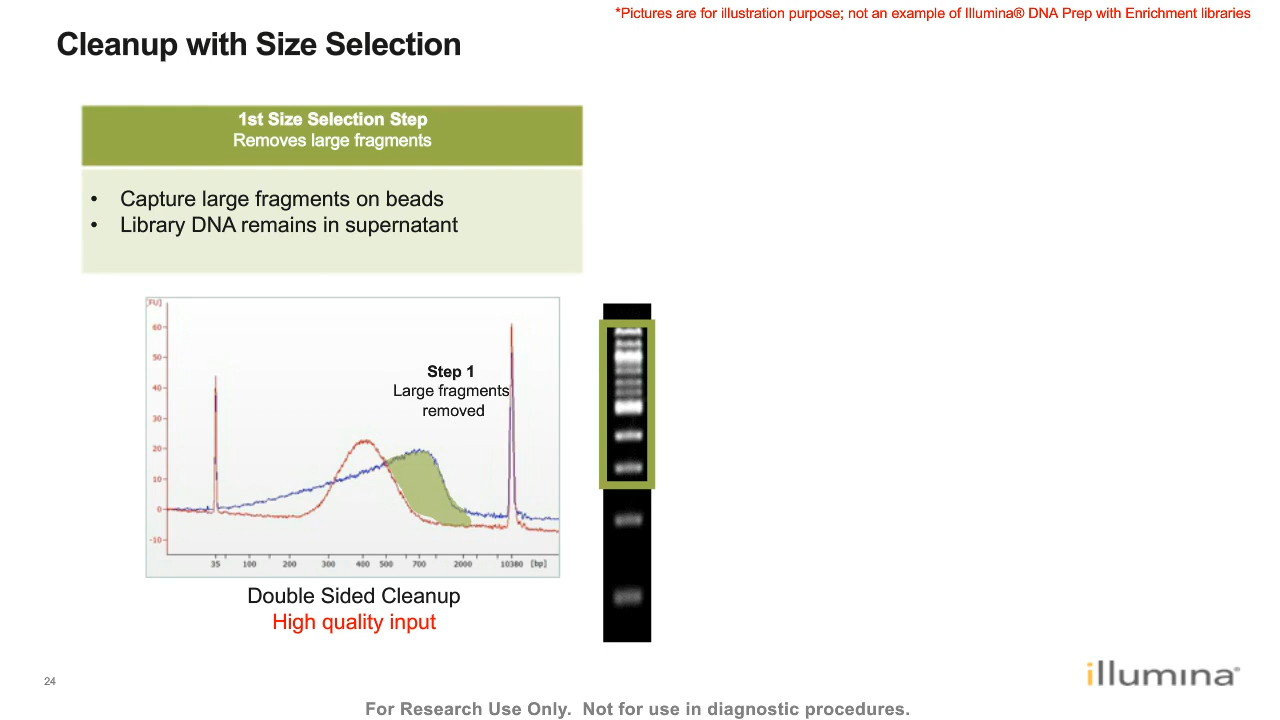 *Pictures are for illustration purpose; not an example of Illumina® DNA Prep with Enrichment libraries
Cleanup with Size Selection
1st Size Selection Step
Removes large fragments
• Capture large fragments on beads
• Library DNA remains in supernatant
[FU]
60
50
40
30
20
10
0
-10
Step 1
Large fragments
removed
35 100 200 300 400 500 700 2000 10380 [bp]
Double Sided Cleanup
High quality input
24
illumina®
For Research Use Only. Not for use in diagnostic procedures.